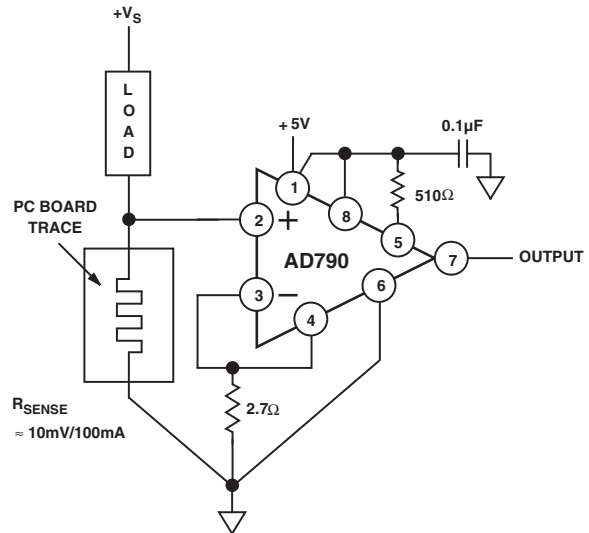 +VS
LOAD
PC BOARD
TRACE
+5V
0.1µF
510Ω
1
2
+
8
5
AD790
7
OUTPUT
3
–
4
6
2.7Ω
RSENSE
≈ 10mV/100mA